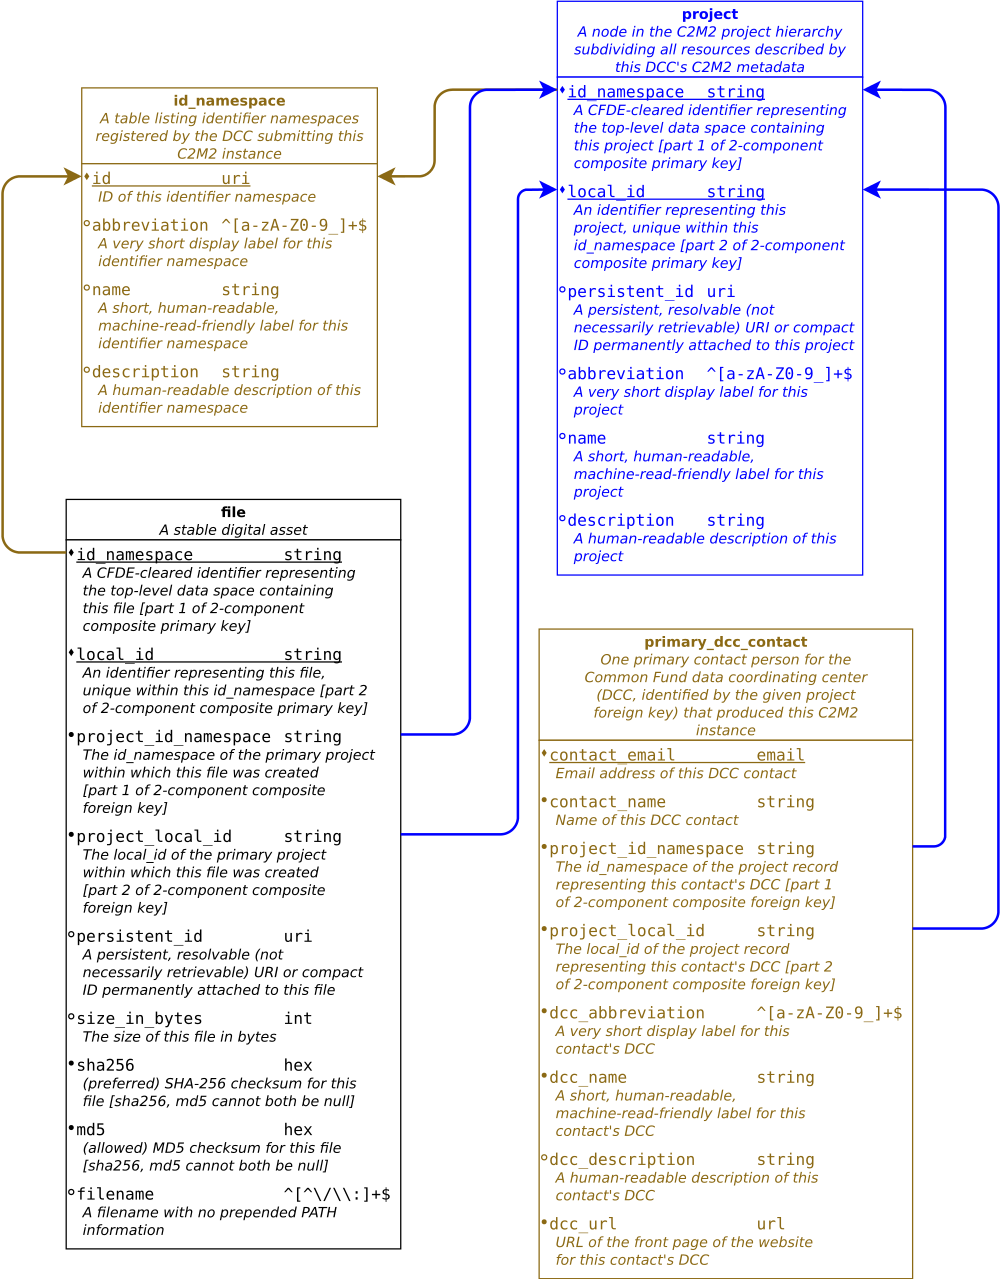 project
A node in the C2M2 project hierarchy
subdividing all resources described by
this DCC's C2M2 metadata
id_namespace string
A CFDE-cleared identifier representing
the top-level data space containing
this project [part 1 of 2-component
composite primary key]
local_id string
An identifier representing this
project, unique within this
id_namespace [part 2 of 2-component
composite primary key]
persistent_id uri
A persistent, resolvable (not
necessarily retrievable) URI or compact
ID permanently attached to this project
abbreviation ^[a-zA-Z0-9_]+$
A very short display label for this
project
name string
A short, human-readable,
machine-read-friendly label for this
project
description string
A human-readable description of this
project
id_namespace
A table listing identifier namespaces
registered by the DCC submitting this
C2M2 instance
id uri
ID of this identifier namespace
abbreviation ^[a-zA-Z0-9_]+$
A very short display label for this
identifier namespace
name string
A short, human-readable,
machine-read-friendly label for this
identifier namespace
description string
A human-readable description of this
identifier namespace
file
A stable digital asset
id_namespace string
A CFDE-cleared identifier representing
the top-level data space containing
this file [part 1 of 2-component
composite primary key]
local_id string
An identifier representing this file,
unique within this id_namespace [part 2
of 2-component composite primary key]
project_id_namespace string
The id_namespace of the primary project
within which this file was created
[part 1 of 2-component composite
foreign key]
project_local_id string
The local_id of the primary project
within which this file was created
[part 2 of 2-component composite
foreign key]
persistent_id uri
A persistent, resolvable (not
necessarily retrievable) URI or compact
ID permanently attached to this file
size_in_bytes int
The size of this file in bytes
sha256 hex
(preferred) SHA-256 checksum for this
file [sha256, md5 cannot both be null]
md5 hex
(allowed) MD5 checksum for this file
[sha256, md5 cannot both be null]
filename ^[^\/\\:]+$
A filename with no prepended PATH
information
primary_dcc_contact
One primary contact person for the
Common Fund data coordinating center
(DCC, identified by the given project
foreign key) that produced this C2M2
instance
contact_email email
Email address of this DCC contact
contact_name string
Name of this DCC contact
project_id_namespace string
The id_namespace of the project record
representing this contact's DCC [part 1
of 2-component composite foreign key]
project_local_id string
The local_id of the project record
representing this contact's DCC [part 2
of 2-component composite foreign key]
dcc_abbreviation ^[a-zA-Z0-9_]+$
A very short display label for this
contact's DCC
dcc_name string
A short, human-readable,
machine-read-friendly label for this
contact's DCC
dcc_description string
A human-readable description of this
contact's DCC
dcc_url url
URL of the front page of the website
for this contact's DCC